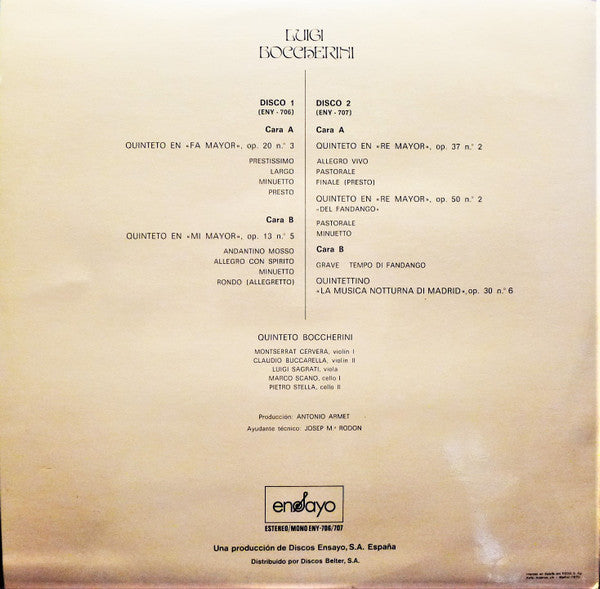 LUIGI
BOCCHERINI
DISCO 1
(ENY - 706)
Cara A
QUINTETO EN «FA MAYOR», op. 20 n.º 3
PRESTISSIMO
LARGO
MINUETTO
PRESTO
Cara B
QUINTETO EN «MI MAYOR», op. 13 n.º 5
ANDANTINO MOSSO
ALLEGRO CON SPIRITO
MINUETTO
RONDO (ALLEGRETTO)
DISCO 2
(ENY - 707)
Cara A
QUINTETO EN «RE MAYOR», op. 37 n.º 2
ALLEGRO VIVO
PASTORALE
FINALE (PRESTO)
QUINTETO EN «RE MAYOR», op. 50 n.º 2
«DEL FANDANGO»
PASTORALE
MINUETTO
Cara B
GRAVE TEMPO DI FANDANGO
QUINTETTINO
«LA MUSICA NOTTURNA DI MADRID», op. 30 n.º 6
QUINTETO BOCCHERINI
MONTSERRAT CERVERA, violín I
CLAUDIO BUCCARELLA, violín II
LUIGI SAGRATI, viola
MARCO SCANO, cello I
PIETRO STELLA, cello II
Producción: ANTONIO ARMET
Ayudante técnico: JOSEP M.ª RODON
ensayo
ESTEREO/MONO ENY-706/707
Una producción de Discos Ensayo, S.A. España
Distribuido por Discos Belter, S.A.